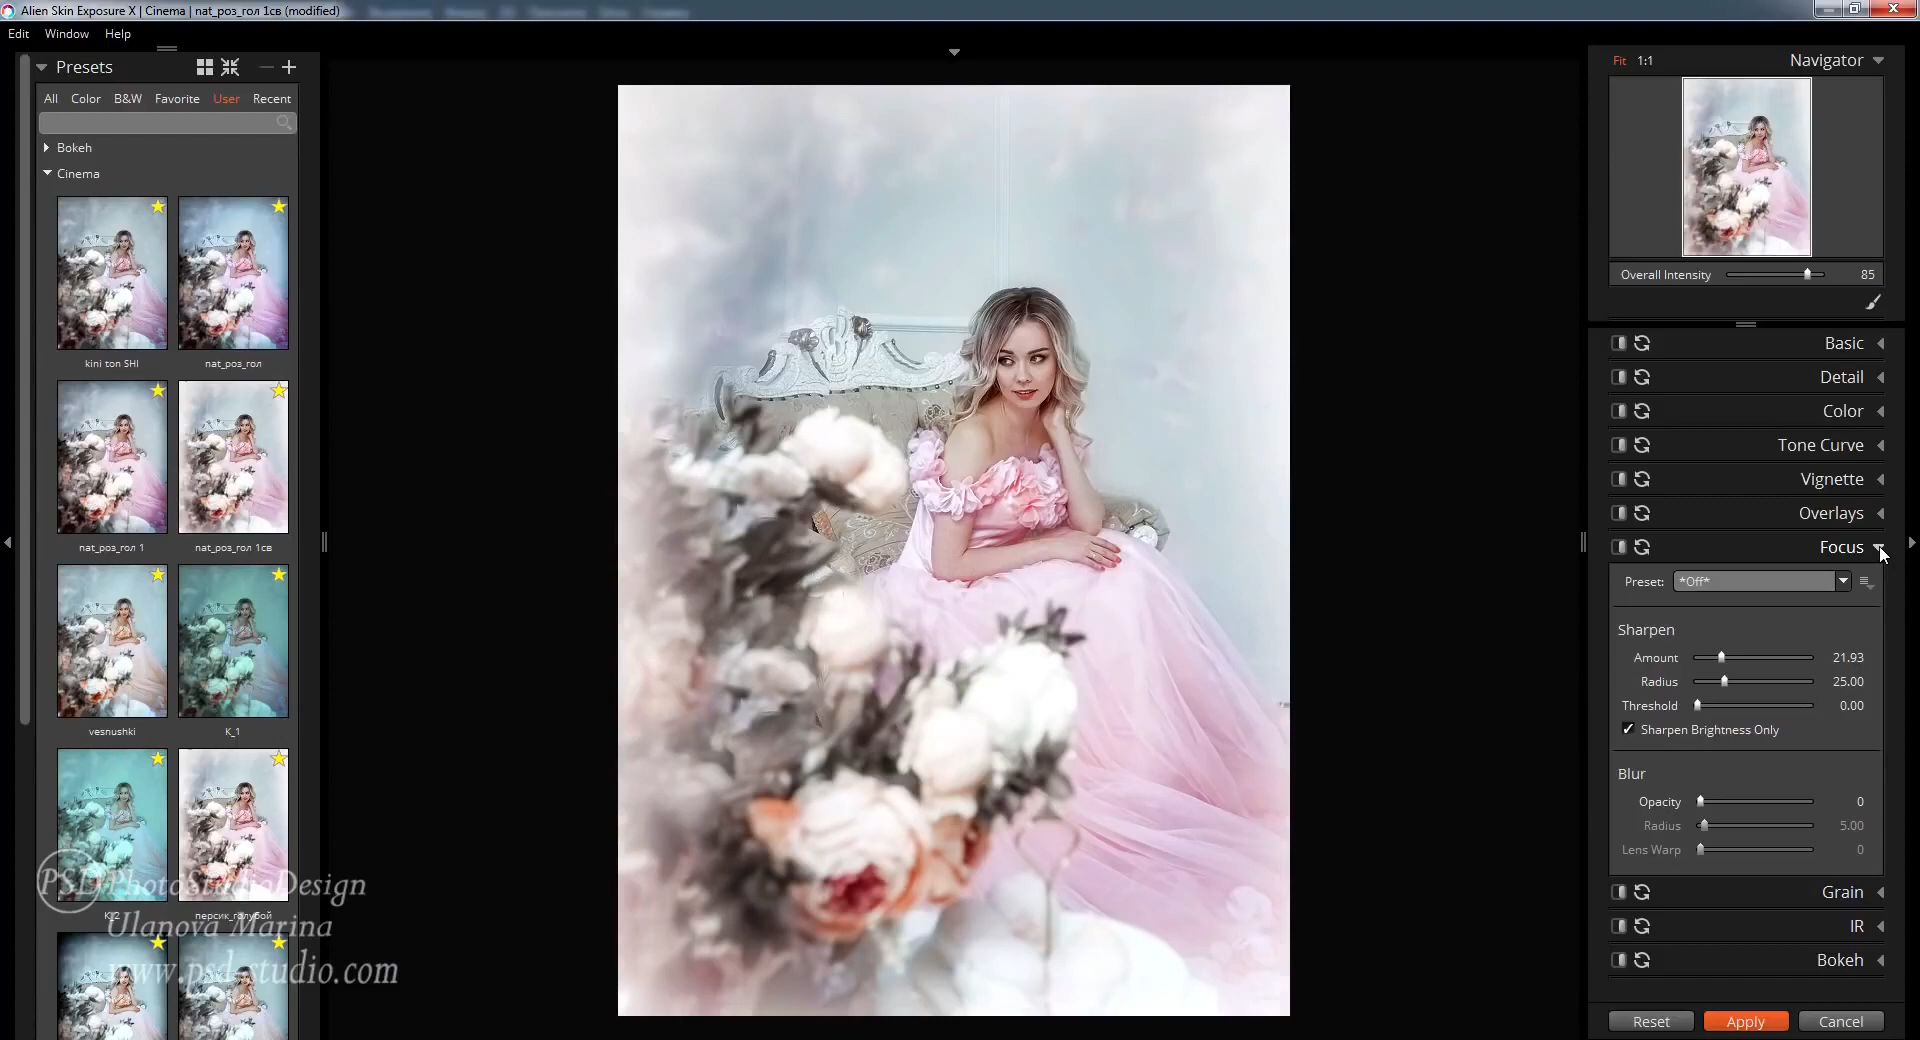 Alien Skin Exposure X | Cinema | nat_роз_гол 1св (modified)
Edit Window Help
Presets
All Color B&W Favorite User Recent
Bokeh
Cinema
kini ton SHI
nat_роз_гол
nat_роз_гол 1
nat_роз_гол 1св
vesnushki
K_1
K_2
персик_голубой
PSD PhotoStudioDesign
Ulanova Marina
www.psd-studio.com
Fit 1:1 Navigator
Overall Intensity 85
Basic
Detail
Color
Tone Curve
Vignette
Overlays
Focus
Preset: *Off*
Sharpen
Amount 21.93
Radius 25.00
Threshold 0.00
Sharpen Brightness Only
Blur
Opacity 0
Radius 5.00
Lens Warp 0
Grain
IR
Bokeh
Reset Apply Cancel